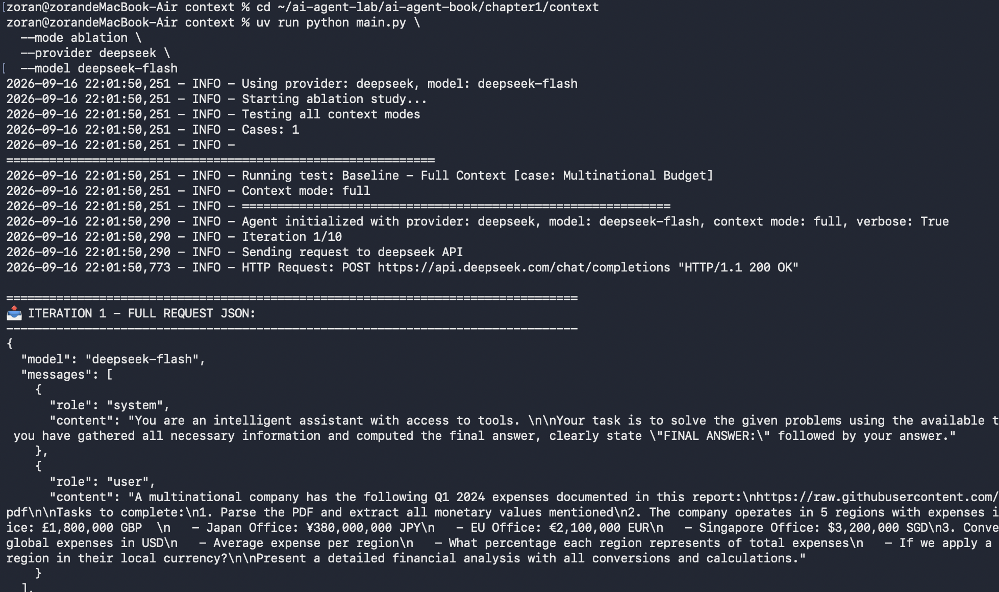 [zoran@zorandeMacBook-Air context % cd ~/ai-agent-lab/ai-agent-book/chapter1/context
zoran@zorandeMacBook-Air context % uv run python main.py \
  --mode ablation \
  --provider deepseek \
[  --model deepseek-flash
2026-09-16 22:01:50,251 - INFO - Using provider: deepseek, model: deepseek-flash
2026-09-16 22:01:50,251 - INFO - Starting ablation study...
2026-09-16 22:01:50,251 - INFO - Testing all context modes
2026-09-16 22:01:50,251 - INFO - Cases: 1
2026-09-16 22:01:50,251 - INFO -
============================================================
2026-09-16 22:01:50,251 - INFO - Running test: Baseline - Full Context [case: Multinational Budget]
2026-09-16 22:01:50,251 - INFO - Context mode: full
2026-09-16 22:01:50,251 - INFO - ============================================================
2026-09-16 22:01:50,290 - INFO - Agent initialized with provider: deepseek, model: deepseek-flash, context mode: full, verbose: True
2026-09-16 22:01:50,290 - INFO - Iteration 1/10
2026-09-16 22:01:50,290 - INFO - Sending request to deepseek API
2026-09-16 22:01:50,773 - INFO - HTTP Request: POST https://api.deepseek.com/chat/completions "HTTP/1.1 200 OK"
================================================================================
📤 ITERATION 1 - FULL REQUEST JSON:
--------------------------------------------------------------------------------
{
  "model": "deepseek-flash",
  "messages": [
    {
      "role": "system",
      "content": "You are an intelligent assistant with access to tools. \n\nYour task is to solve the given problems using the available t
 you have gathered all necessary information and computed the final answer, clearly state \"FINAL ANSWER:\" followed by your answer."
    },
    {
      "role": "user",
      "content": "A multinational company has the following Q1 2024 expenses documented in this report:\nhttps://raw.githubusercontent.com/
pdf\n\nTasks to complete:\n1. Parse the PDF and extract all monetary values mentioned\n2. The company operates in 5 regions with expenses i
ice: £1,800,000 GBP  \n   - Japan Office: ¥380,000,000 JPY\n   - EU Office: €2,100,000 EUR\n   - Singapore Office: $3,200,000 SGD\n3. Conve
global expenses in USD\n   - Average expense per region\n   - What percentage each region represents of total expenses\n   - If we apply a
region in their local currency?\n\nPresent a detailed financial analysis with all conversions and calculations."
    }
  ],